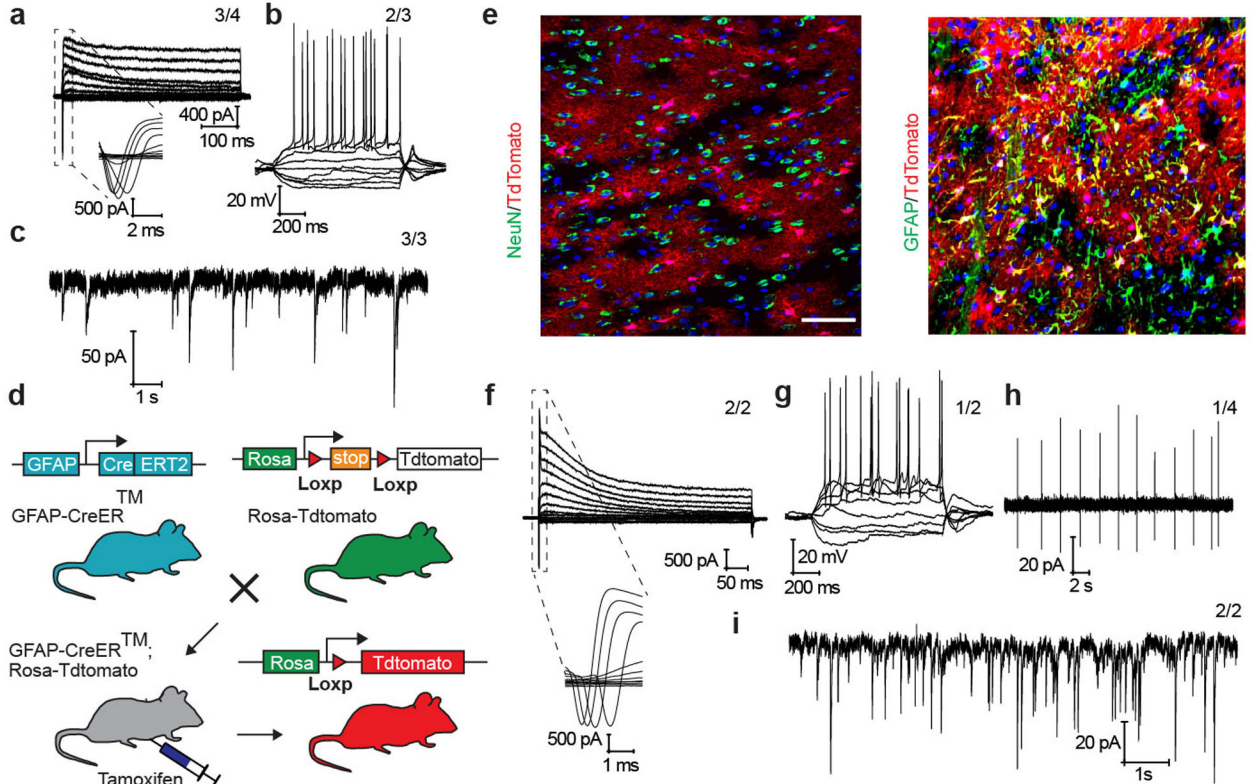 a
3/4
400 pA
100 ms
500 pA
2 ms
b
2/3
20 mV
200 ms
c
3/3
50 pA
1 s
d
GFAP
Cre ERT2
Rosa
stop
Tdtomato
Loxp
Loxp
GFAP-CreER TM
Rosa-Tdtomato
GFAP-CreER TM;
Rosa-Tdtomato
Rosa
Tdtomato
Loxp
Tamoxifen
e
NeuN/TdTomato
GFAP/TdTomato
f
2/2
500 pA
50 ms
500 pA
1 ms
g
1/2
20 mV
200 ms
h
1/4
20 pA
2 s
i
2/2
20 pA
1s